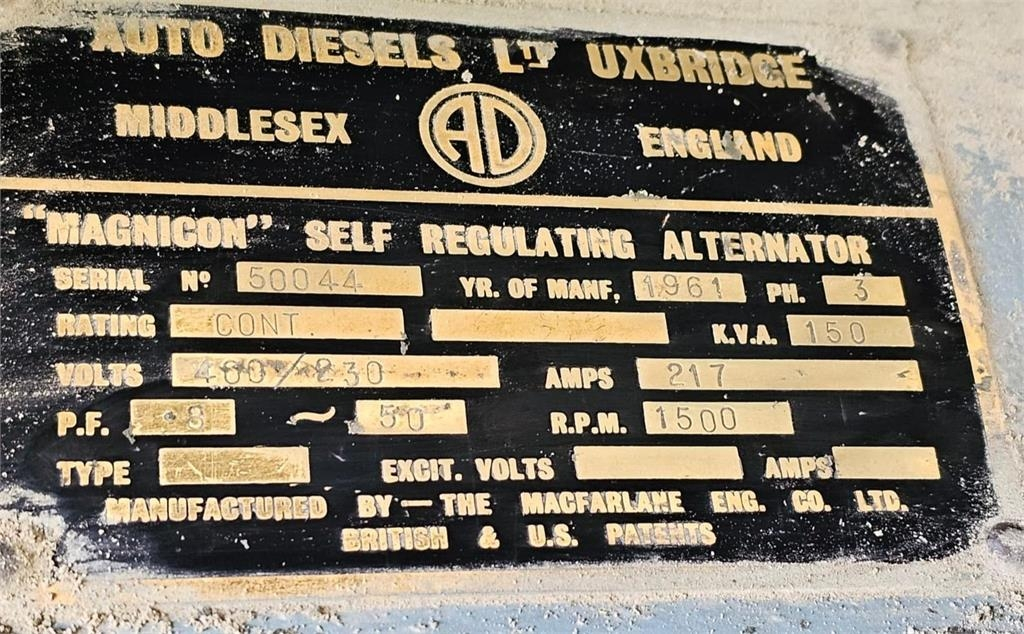 AUTO DIESELS LTD UXBRIDGE
MIDDLESEX AD ENGLAND
"MAGNICON" SELF REGULATING ALTERNATOR
SERIAL Nº 50044 YR. OF MANF. 1961 PH. 3
RATING CONT. K.V.A. 150
VOLTS 400/230 AMPS 217
P.F. .8 ~ 50 R.P.M. 1500
TYPE EXCIT. VOLTS AMPS
MANUFACTURED BY — THE MACFARLANE ENG. CO. LTD.
BRITISH & U.S. PATENTS